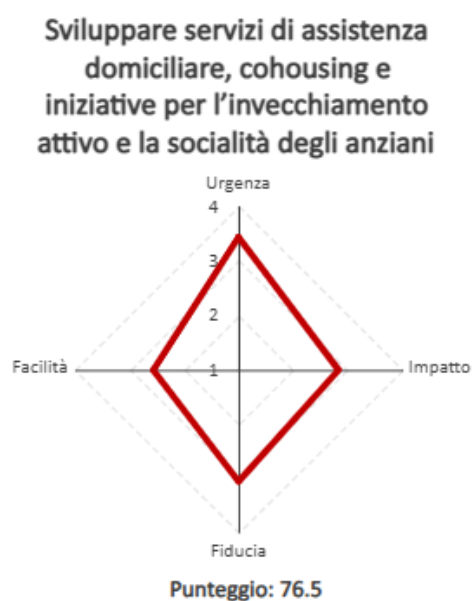 Sviluppare servizi di assistenza
domiciliare, cohousing e
iniziative per l’invecchiamento
attivo e la socialità degli anziani
Urgenza
4
3
2
Facilità 1 Impatto
Fiducia
Punteggio: 76.5